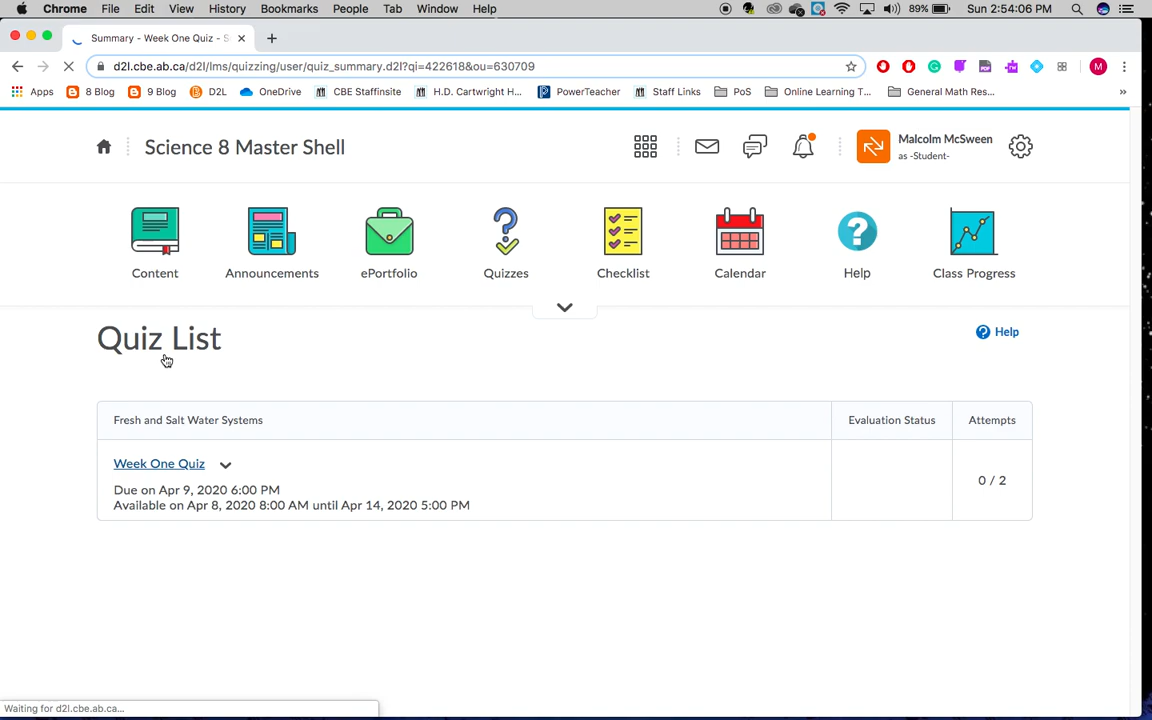 Chrome File Edit View History Bookmarks People Tab Window Help 89% Sun 2:54:06 PM
Summary - Week One Quiz - S
d2l.cbe.ab.ca/d2l/lms/quizzing/user/quiz_summary.d2l?qi=422618&ou=630709 M
Apps 8 Blog 9 Blog D2L OneDrive CBE Staffinsite H.D. Cartwright H... PowerTeacher Staff Links PoS Online Learning T... General Math Res... »
Science 8 Master Shell
Malcolm McSween
as -Student-
Content Announcements ePortfolio Quizzes Checklist Calendar Help Class Progress
Quiz List
Help
Fresh and Salt Water Systems Evaluation Status Attempts
Week One Quiz
0 / 2
Due on Apr 9, 2020 6:00 PM
Available on Apr 8, 2020 8:00 AM until Apr 14, 2020 5:00 PM
Waiting for d2l.cbe.ab.ca...